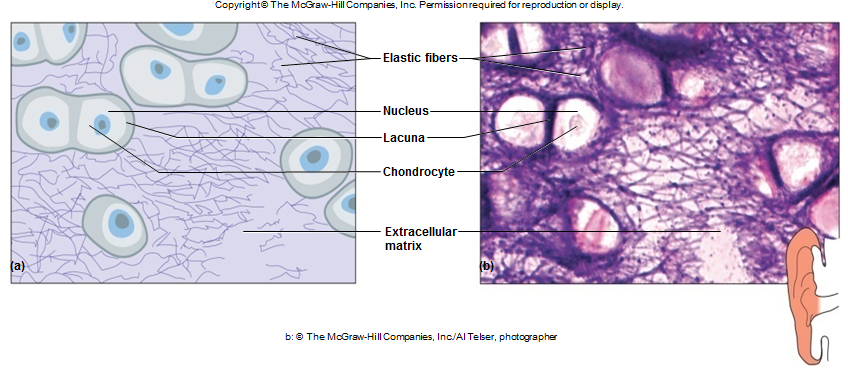 Copyright © The McGraw-Hill Companies, Inc. Permission required for reproduction or display.
Elastic fibers
Nucleus
Lacuna
Chondrocyte
Extracellular
matrix
(a)
(b)
b: © The McGraw-Hill Companies, Inc./Al Telser, photographer